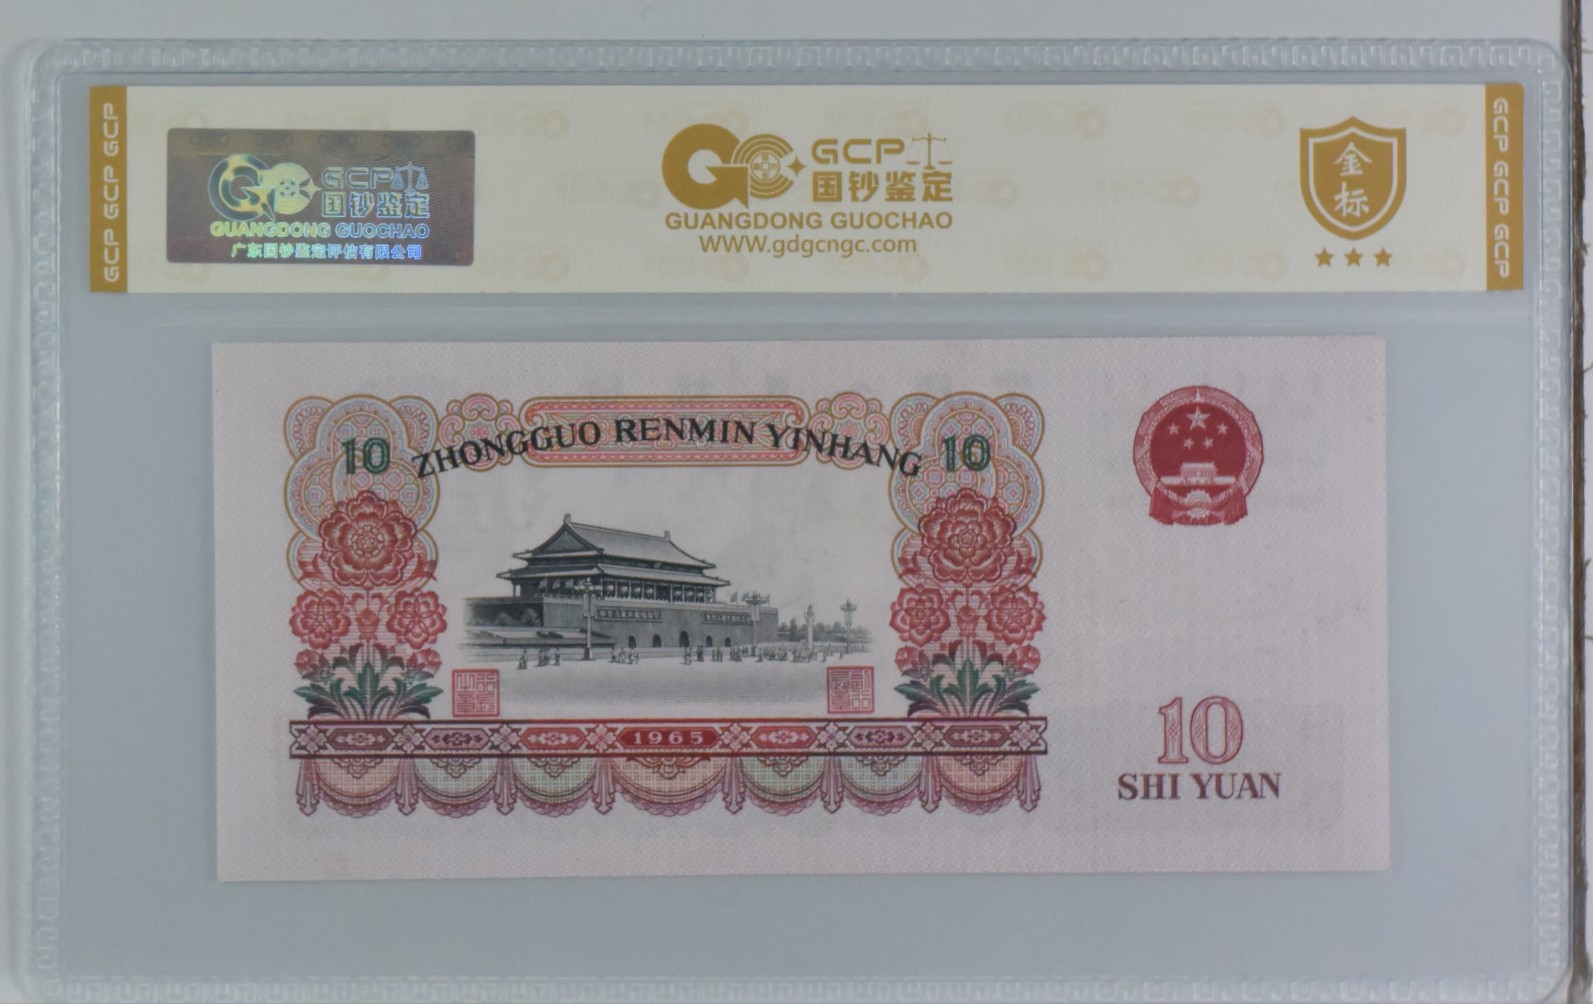 GCP GCP GCP
GCP
国钞鉴定
GUANGDONG GUOCHAO
广东国钞鉴定评估有限公司
GCP
国钞鉴定
GUANGDONG GUOCHAO
WWW.gdgcngc.com
金标
GCP GCP GCP
10 ZHONGGUO RENMIN YINHANG 10
1965
10
SHI YUAN